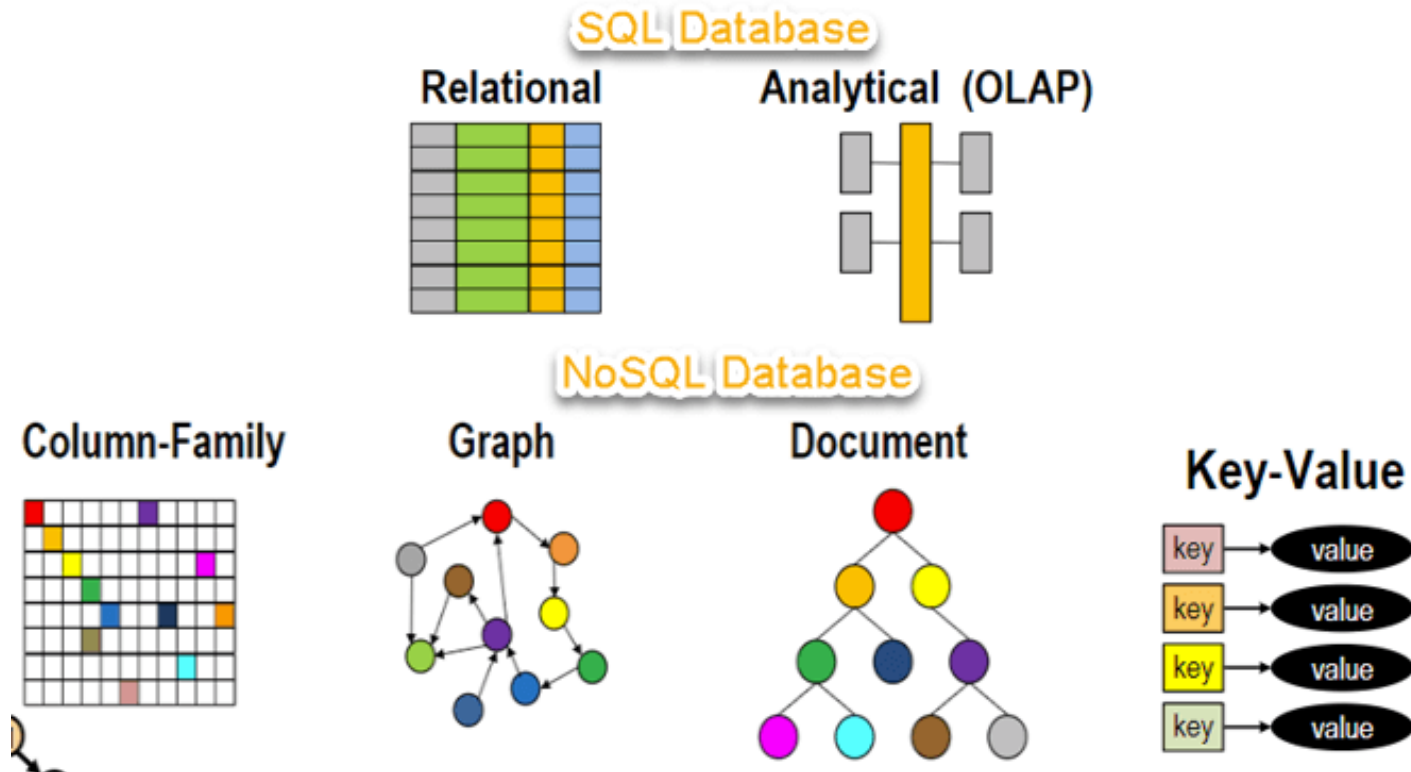 SQL Database
Relational
Analytical (OLAP)
NoSQL Database
Column-Family
Graph
Document
Key-Value
key value
key value
key value
key value